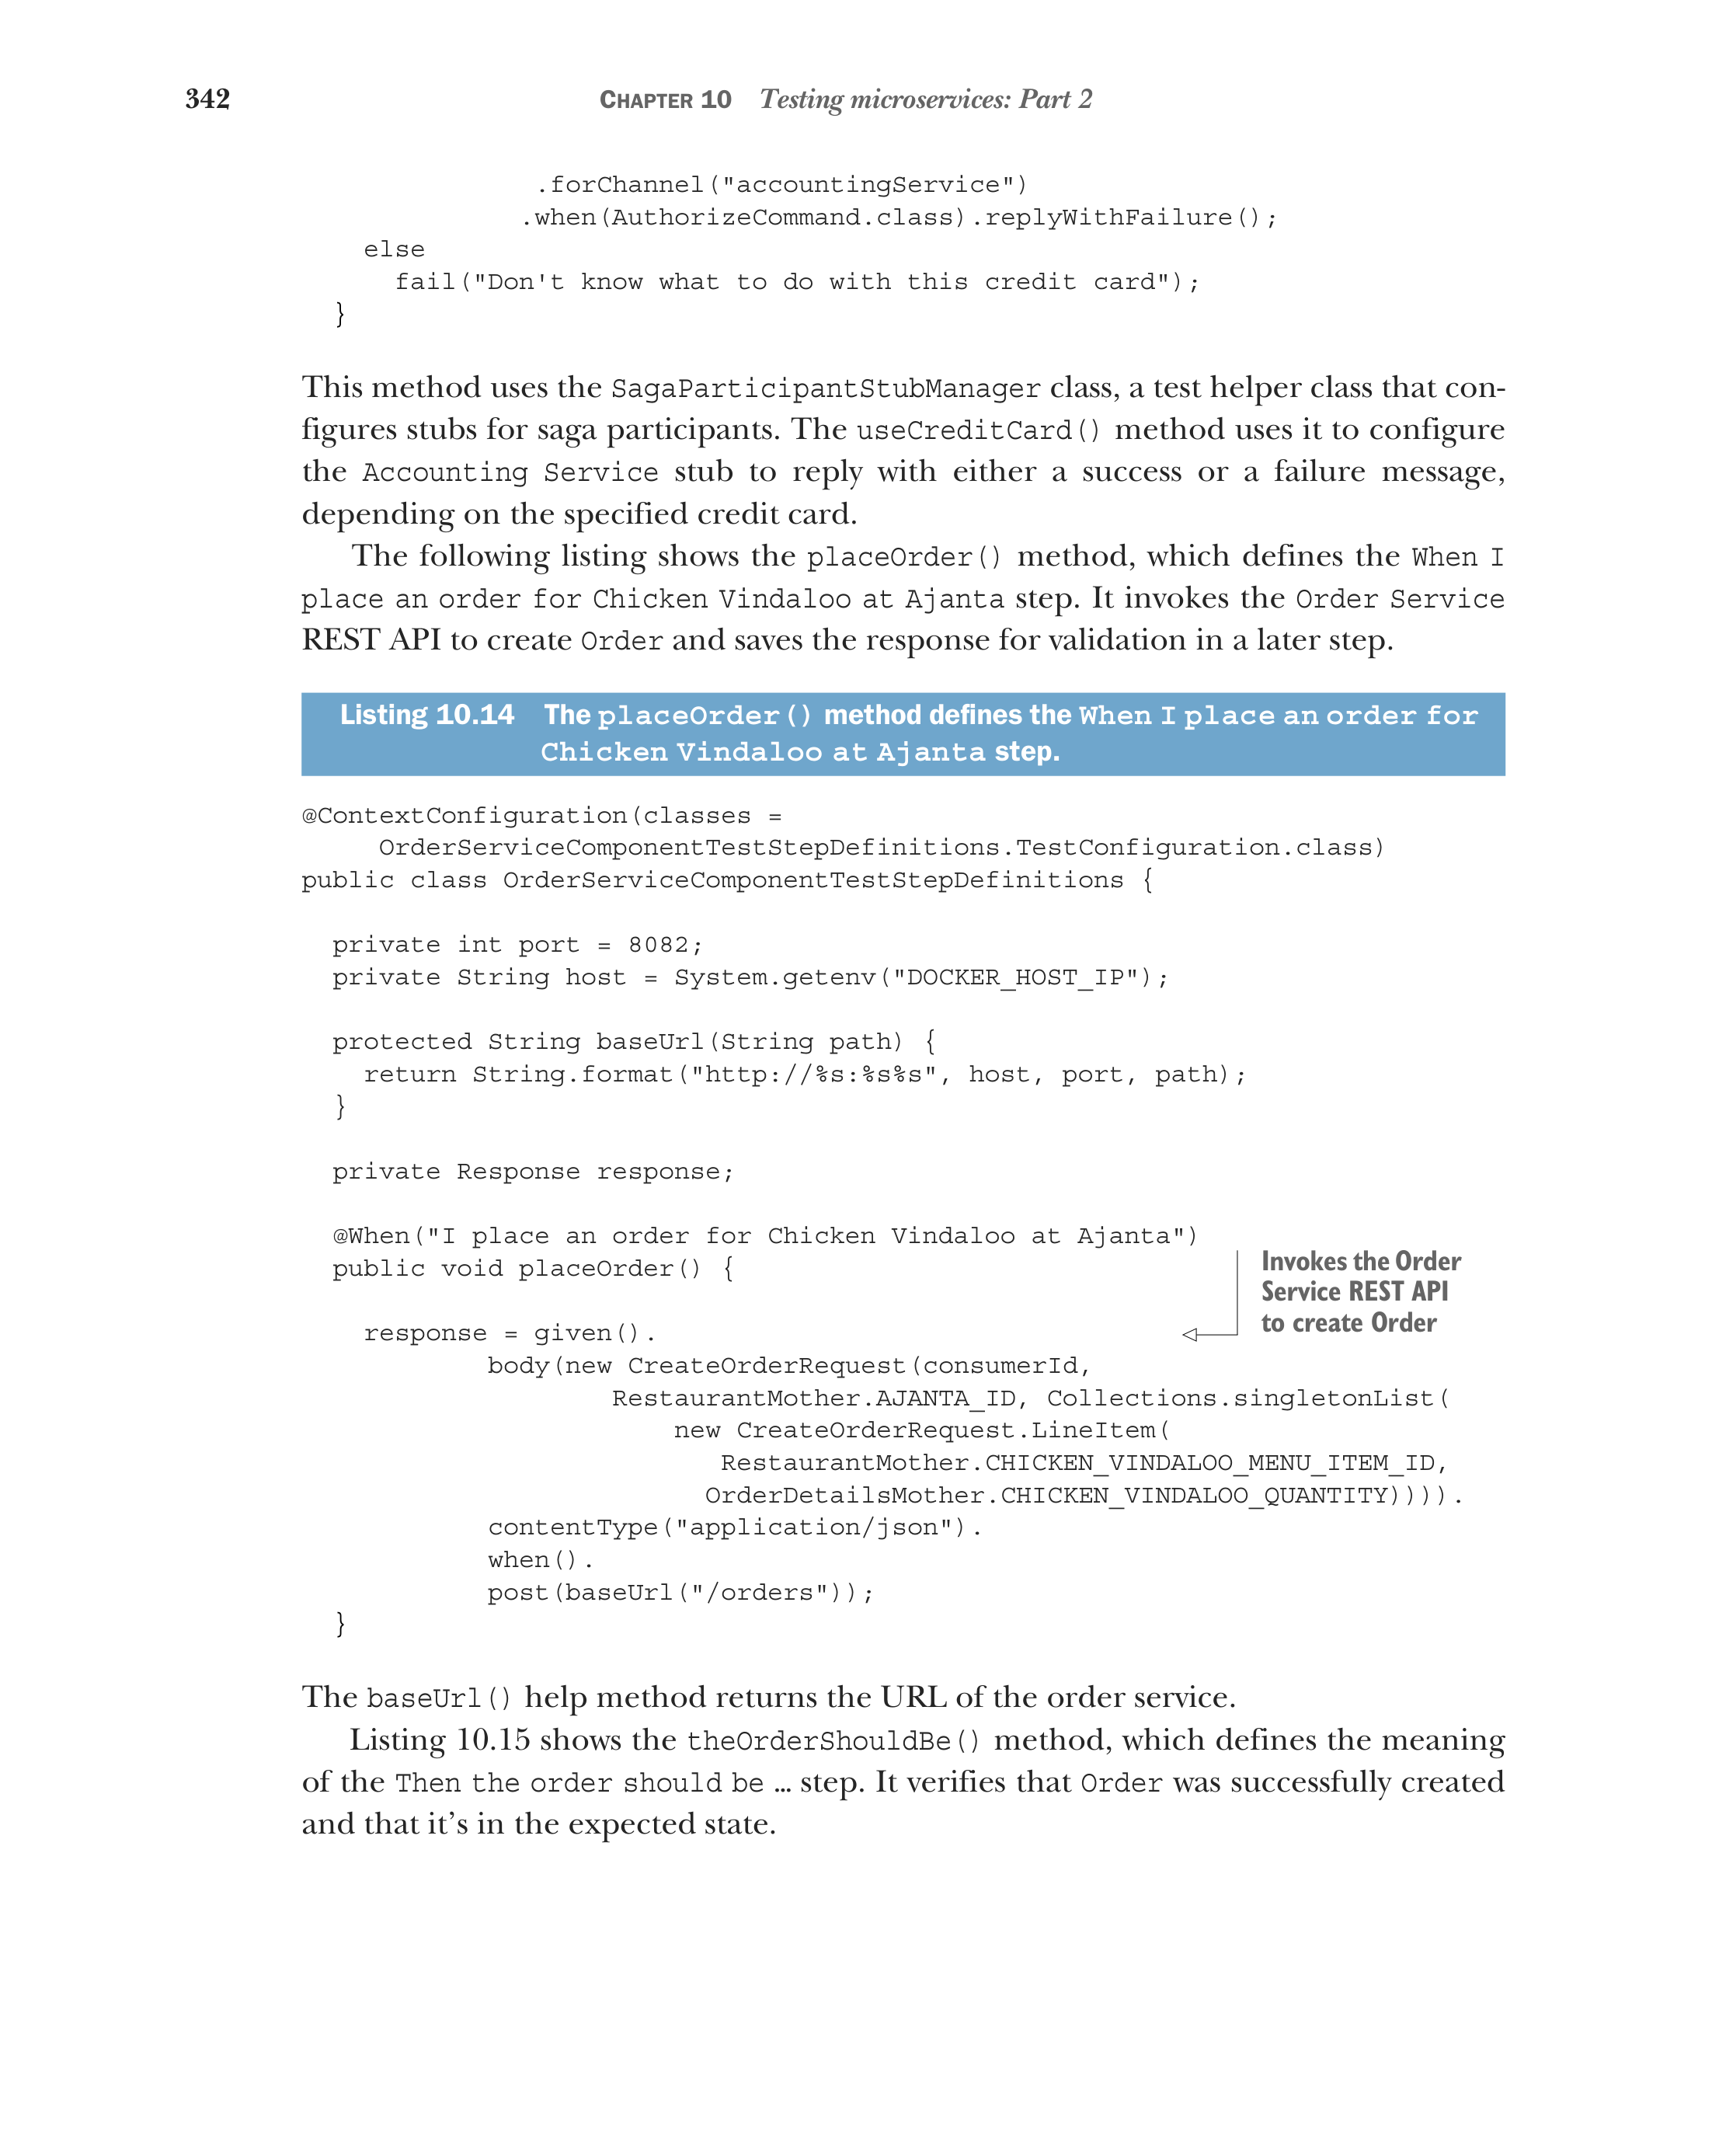 342 CHAPTER 10 Testing microservices: Part 2
.forChannel("accountingService")
.when(AuthorizeCommand.class).replyWithFailure();
else
fail("Don't know what to do with this credit card");
}
This method uses the SagaParticipantStubManager class, a test helper class that con-
figures stubs for saga participants. The useCreditCard() method uses it to configure
the Accounting Service stub to reply with either a success or a failure message,
depending on the specified credit card.
The following listing shows the placeOrder() method, which defines the When I
place an order for Chicken Vindaloo at Ajanta step. It invokes the Order Service
REST API to create Order and saves the response for validation in a later step.
Listing 10.14 The placeOrder() method defines the When I place an order for
Chicken Vindaloo at Ajanta step.
@ContextConfiguration(classes =
OrderServiceComponentTestStepDefinitions.TestConfiguration.class)
public class OrderServiceComponentTestStepDefinitions {
private int port = 8082;
private String host = System.getenv("DOCKER_HOST_IP");
protected String baseUrl(String path) {
return String.format("http://%s:%s%s", host, port, path);
}
private Response response;
@When("I place an order for Chicken Vindaloo at Ajanta")
public void placeOrder() {
Invokes the Order
Service REST API
to create Order
response = given().
body(new CreateOrderRequest(consumerId,
RestaurantMother.AJANTA_ID, Collections.singletonList(
new CreateOrderRequest.LineItem(
RestaurantMother.CHICKEN_VINDALOO_MENU_ITEM_ID,
OrderDetailsMother.CHICKEN_VINDALOO_QUANTITY)))).
contentType("application/json").
when().
post(baseUrl("/orders"));
}
The baseUrl() help method returns the URL of the order service.
Listing 10.15 shows the theOrderShouldBe() method, which defines the meaning
of the Then the order should be … step. It verifies that Order was successfully created
and that it’s in the expected state.